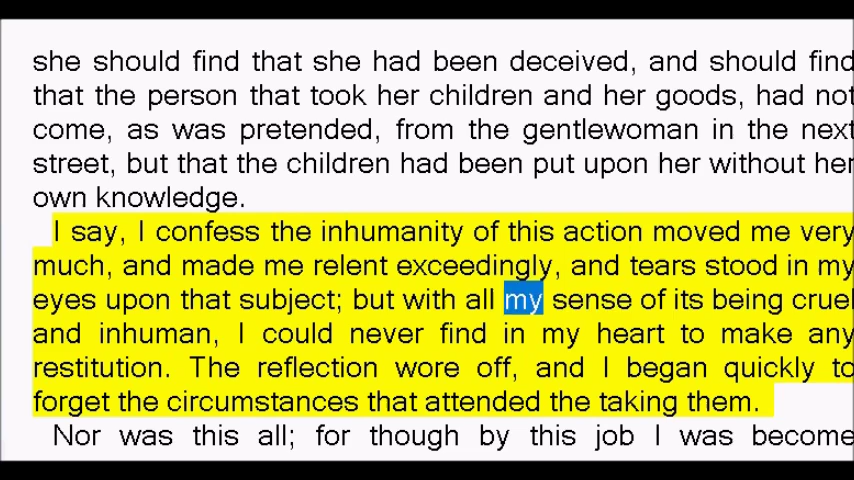 she should find that she had been deceived, and should find
that the person that took her children and her goods, had not
come, as was pretended, from the gentlewoman in the next
street, but that the children had been put upon her without her
own knowledge.
I say, I confess the inhumanity of this action moved me very
much, and made me relent exceedingly, and tears stood in my
eyes upon that subject; but with all my sense of its being cruel
and inhuman, I could never find in my heart to make any
restitution. The reflection wore off, and I began quickly to
forget the circumstances that attended the taking them.
Nor was this all; for though by this job I was become